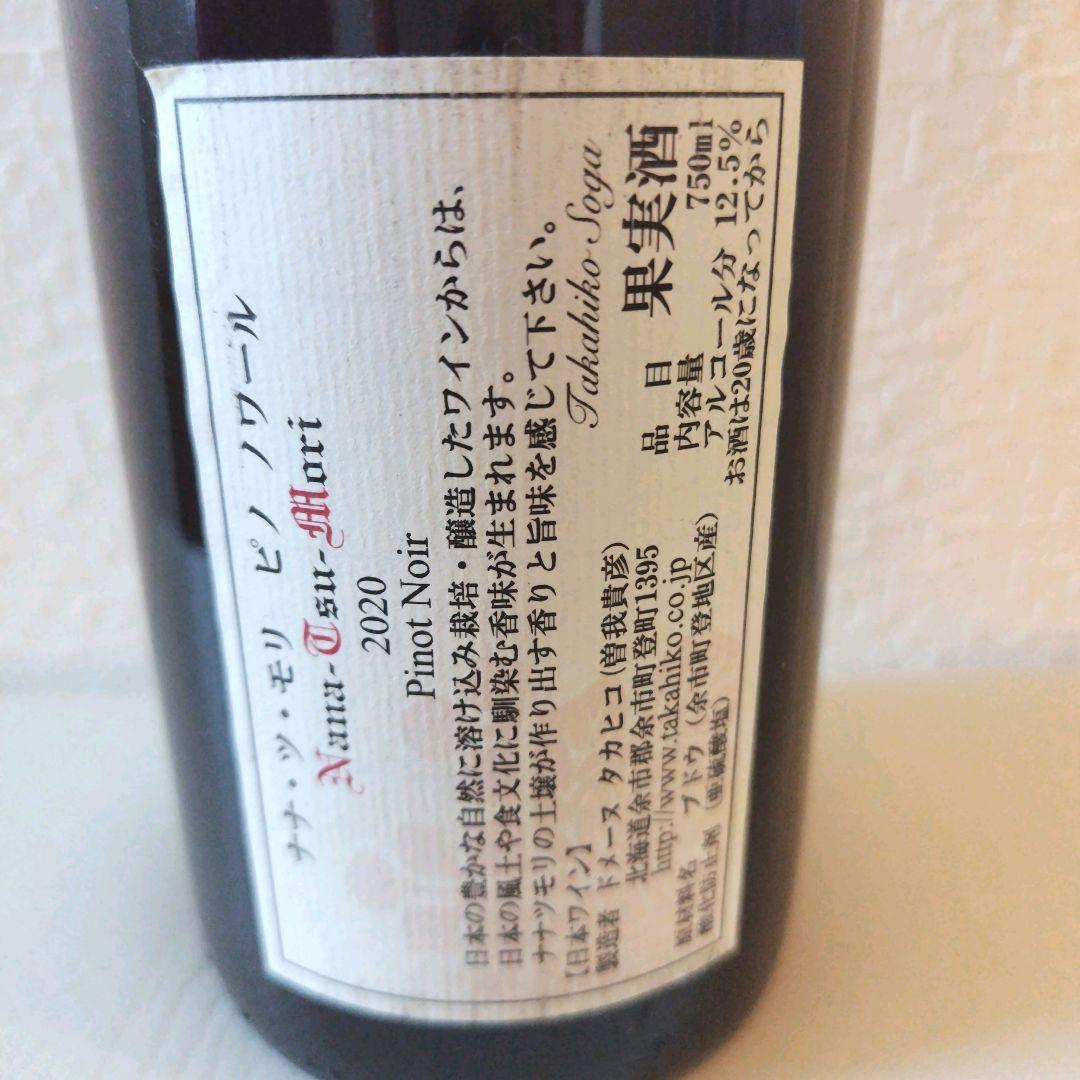 ナナ・ツ・モリ ピノ ノワール
Nana-Tsu-Mori
2020
Pinot Noir
日本の豊かな自然に溶け込み栽培・醸造したワインからは、
日本の風土や食文化に馴染む香味が生まれます。
ナナツモリの土壌が作り出す香りと旨味を感じて下さい。
Takahiko Soga
【日本ワイン】
製造者 ドメーヌ タカヒコ(曽我貴彦)
北海道余市郡余市町登町1395
http://www.takahiko.co.jp
原材料名 ブドウ(余市町登地区産)
酸化防止剤(亜硫酸塩)
品目 果実酒
内容量 750ml
アルコール分 12.5%
お酒は20歳になってから